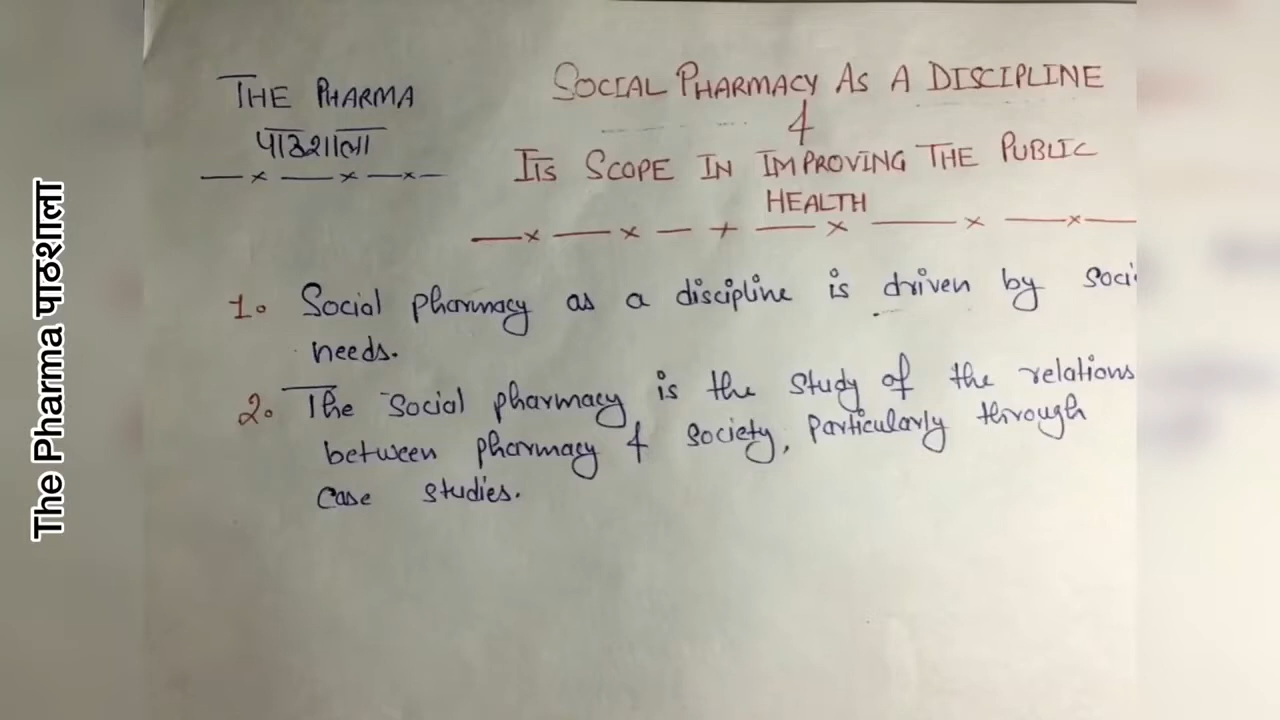 The Pharma पाठशाला
THE PHARMA
पाठशाला
SOCIAL PHARMACY AS A DISCIPLINE
&
ITS SCOPE IN IMPROVING THE PUBLIC
HEALTH
1. Social pharmacy as a discipline is driven by soci
needs.
2. The Social pharmacy is the study of the relations
between pharmacy & society, particularly through
case studies.